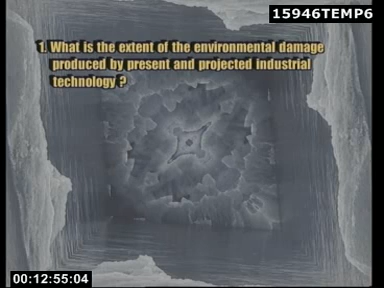 15946TEMP6
1. What is the extent of the environmental damage
produced by present and projected industrial
technology ?
00:12:55:04